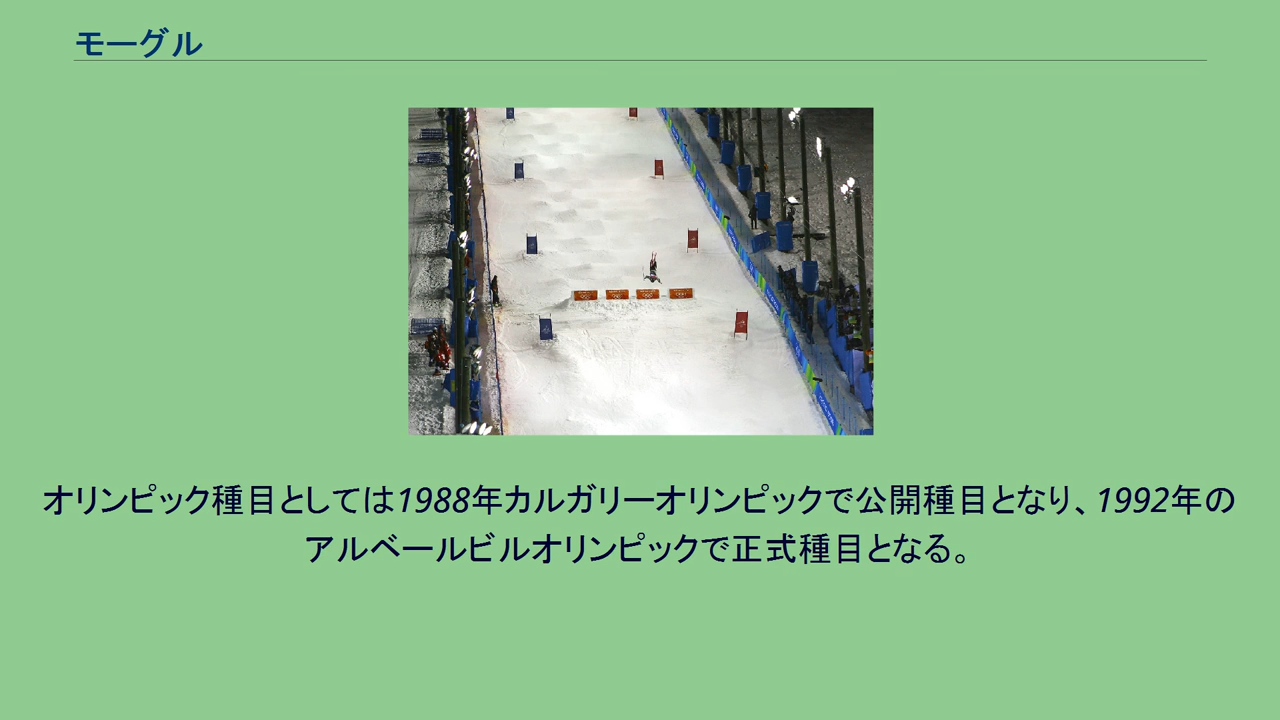 モーグル
オリンピック種目としては1988年カルガリーオリンピックで公開種目となり、1992年の
アルベールビルオリンピックで正式種目となる。